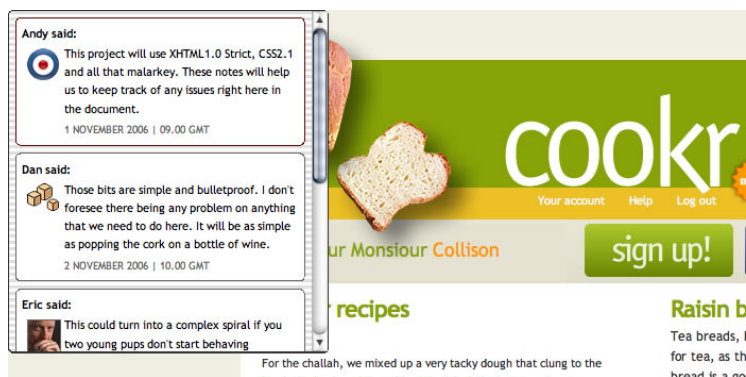 Andy said:
This project will use XHTML1.0 Strict, CSS2.1
and all that malarkey. These notes will help
us to keep track of any issues right here in
the document.
1 NOVEMBER 2006 | 09.00 GMT
Dan said:
Those bits are simple and bulletproof. I don't
foresee there being any problem on anything
that we need to do here. It will be as simple
as popping the cork on a bottle of wine.
2 NOVEMBER 2006 | 10.00 GMT
Eric said:
This could turn into a complex spiral if you
two young pups don't start behaving
cookr
Your account Help Log out
ur Monsiour Collison
sign up!
recipes
For the challah, we mixed up a very tacky dough that clung to the
Raisin b
Tea breads, l
for tea, as th
bread is a goo